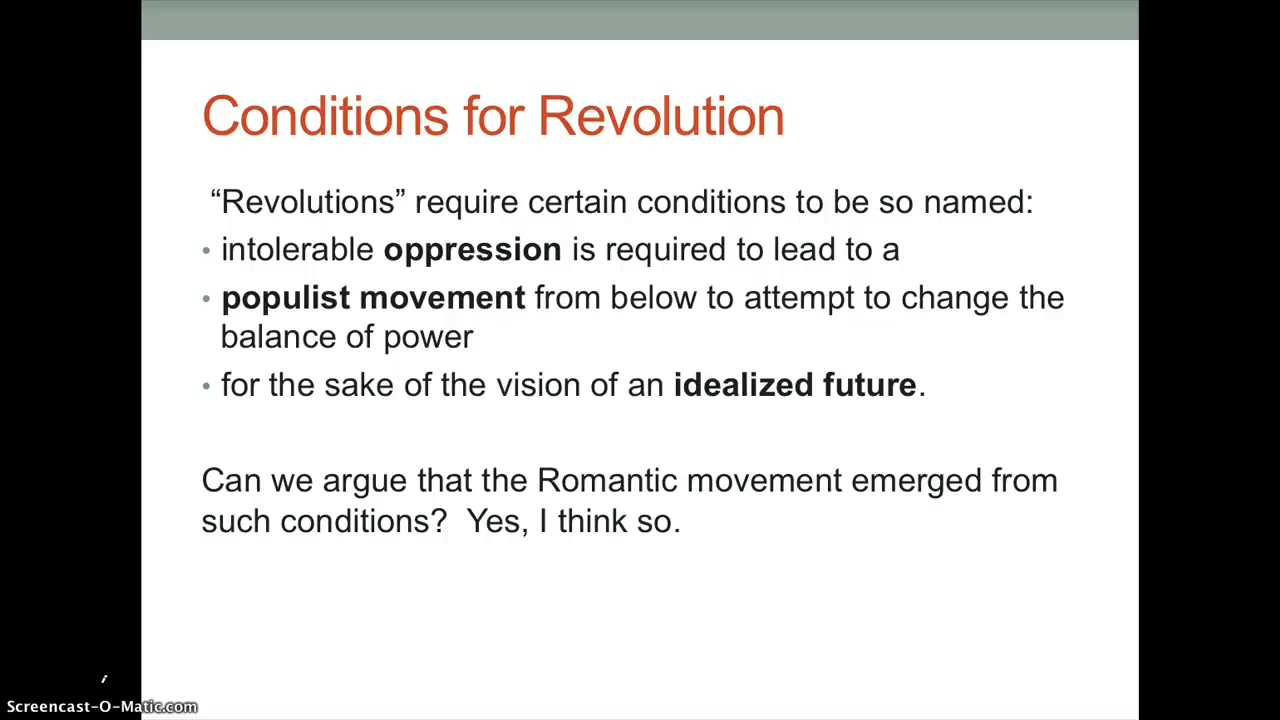 Conditions for Revolution
“Revolutions” require certain conditions to be so named:
• intolerable oppression is required to lead to a
• populist movement from below to attempt to change the
balance of power
• for the sake of the vision of an idealized future.
Can we argue that the Romantic movement emerged from
such conditions?  Yes, I think so.
Screencast-O-Matic.com